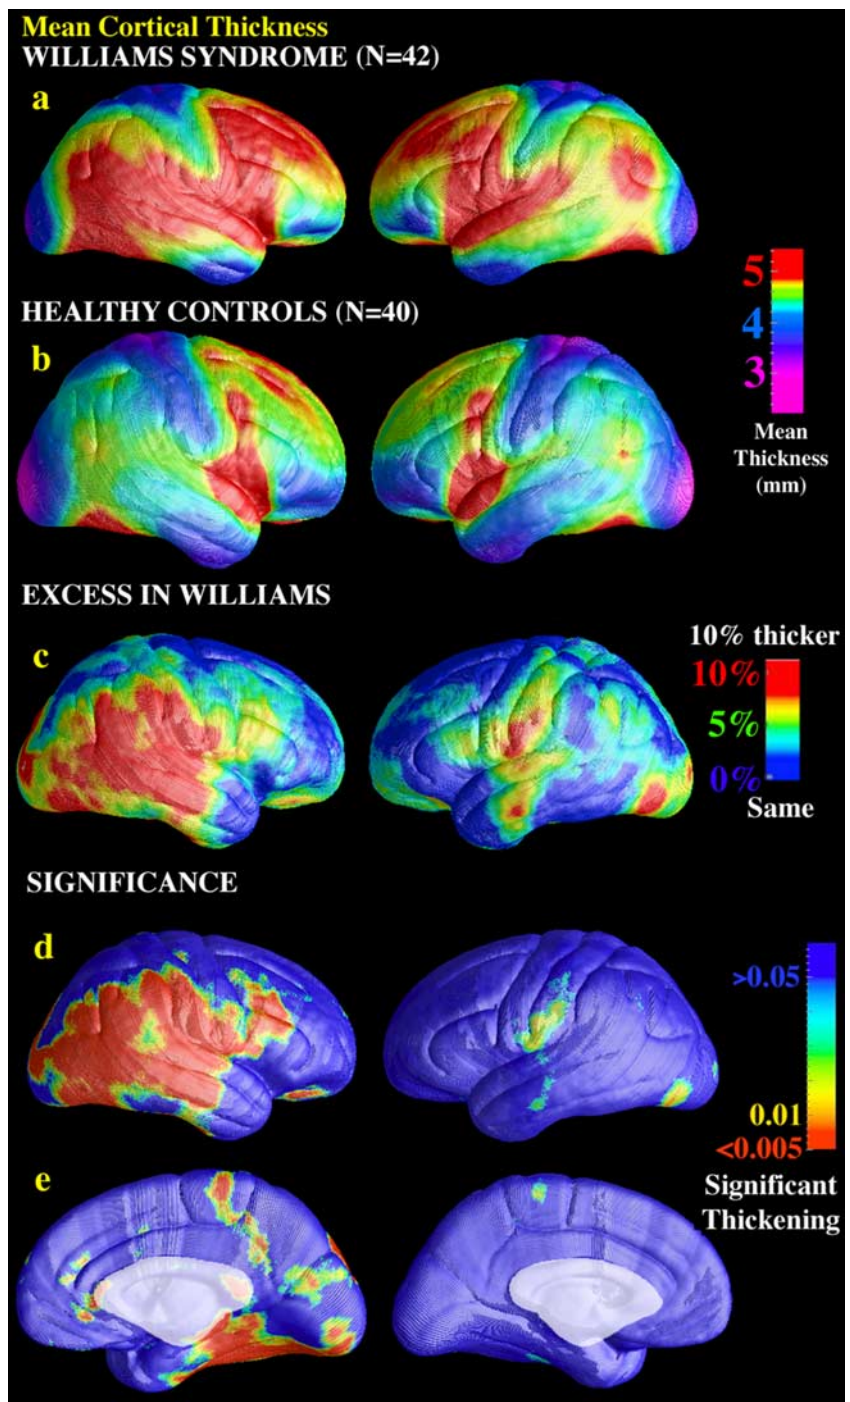 Mean Cortical Thickness
WILLIAMS SYNDROME (N=42)
a
5
4
3
Mean
Thickness
(mm)
HEALTHY CONTROLS (N=40)
b
EXCESS IN WILLIAMS
c
10% thicker
10%
5%
0%
Same
SIGNIFICANCE
d
>0.05
0.01
<0.005
Significant
Thickening
e